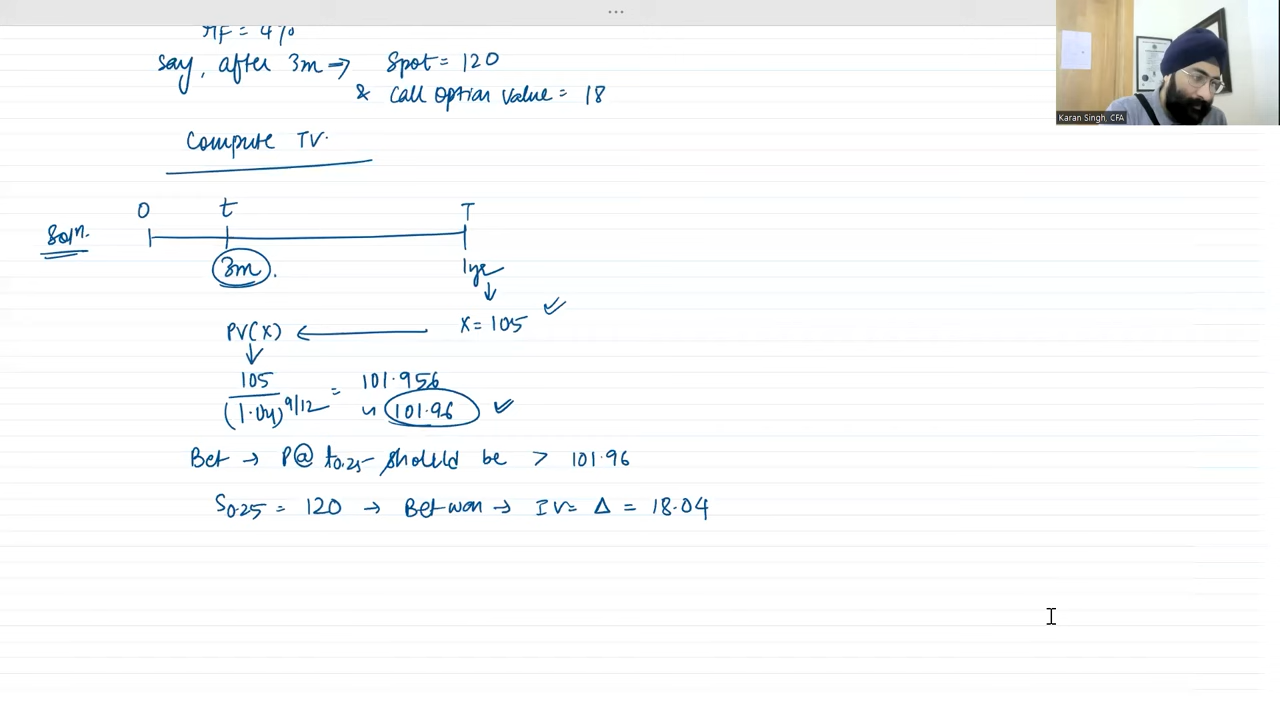 rF = 4%
Say, after 3m → Spot = 120
& Call Option Value = 18
Compute TV.
0 t T
Soln.
3m. 1yr
PV(X) ← X = 105 ✓
105 / (1.04)^9/12 = 101.956
~ 101.96 ✓
Bet → P@ t0.25 should be > 101.96
S0.25 = 120 → Bet won → IV = Δ = 18.04
Karan Singh, CFA